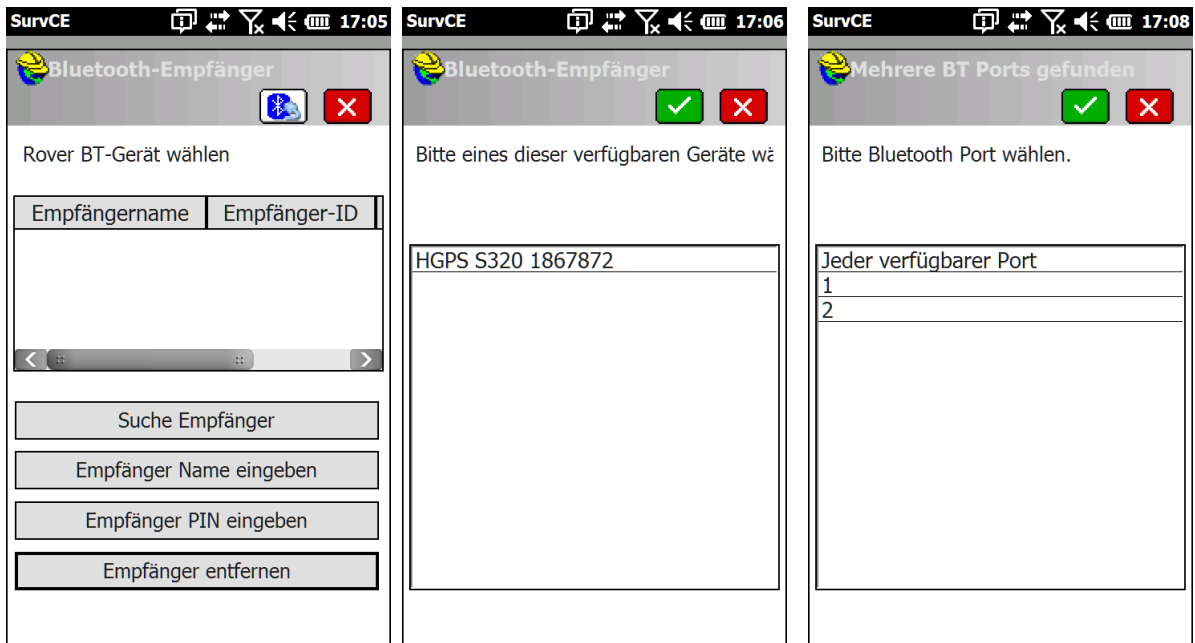 SurvCE 17:05
Bluetooth-Empfänger
Rover BT-Gerät wählen
Empfängername Empfänger-ID
Suche Empfänger
Empfänger Name eingeben
Empfänger PIN eingeben
Empfänger entfernen
SurvCE 17:06
Bluetooth-Empfänger
Bitte eines dieser verfügbaren Geräte wä
HGPS S320 1867872
SurvCE 17:08
Mehrere BT Ports gefunden
Bitte Bluetooth Port wählen.
Jeder verfügbarer Port
1
2